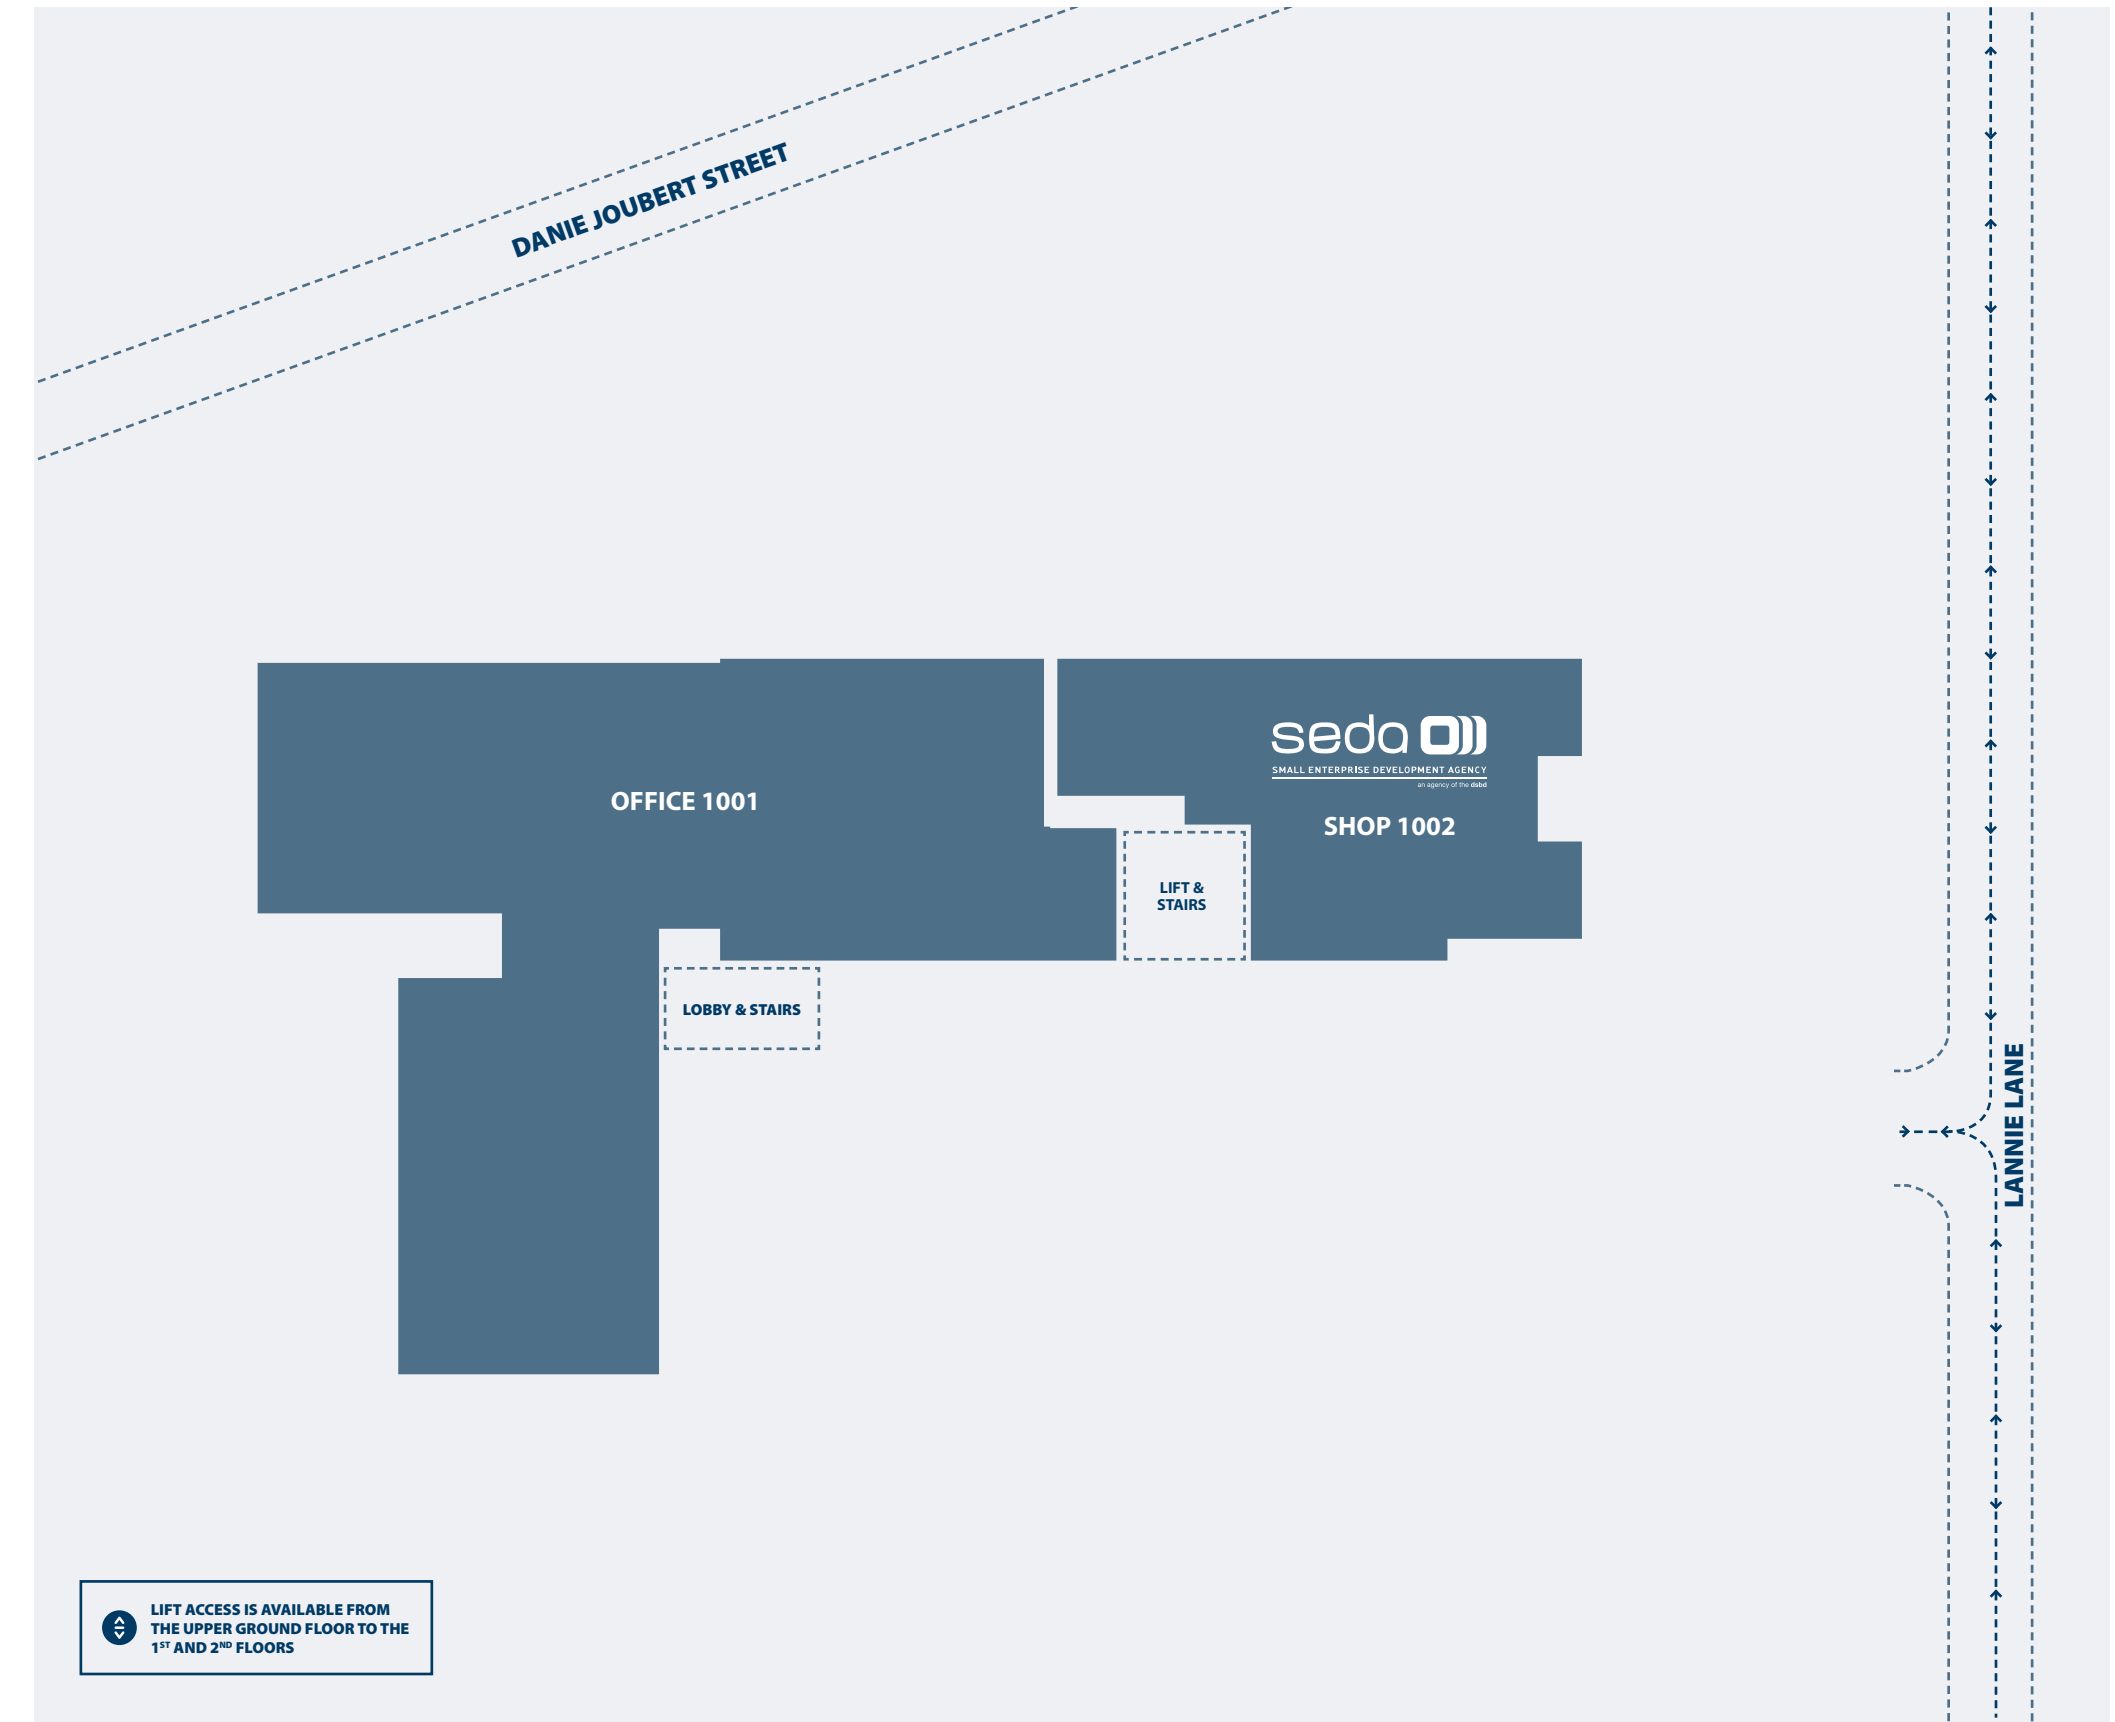 DANIE JOUBERT STREET
seda
SMALL ENTERPRISE DEVELOPMENT AGENCY
an agency of the dsbd
OFFICE 1001
SHOP 1002
LIFT &
STAIRS
LOBBY & STAIRS
LANNIE LANE
LIFT ACCESS IS AVAILABLE FROM
THE UPPER GROUND FLOOR TO THE
1ST AND 2ND FLOORS